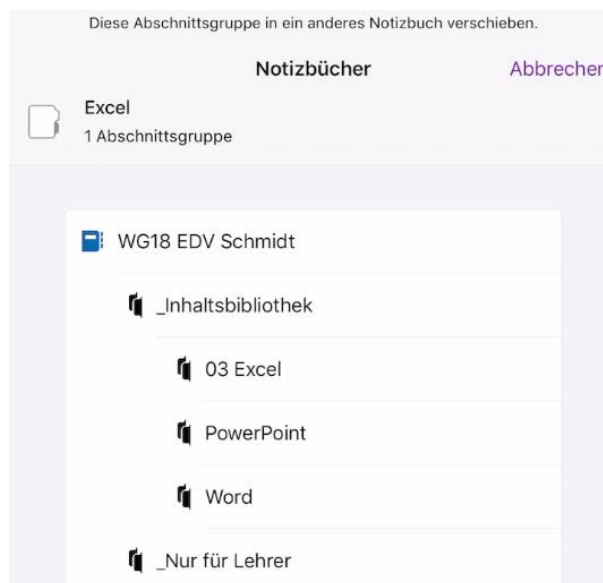 Diese Abschnittsgruppe in ein anderes Notizbuch verschieben.
Notizbücher
Abbrechen
Excel
1 Abschnittsgruppe
WG18 EDV Schmidt
_Inhaltsbibliothek
03 Excel
PowerPoint
Word
_Nur für Lehrer